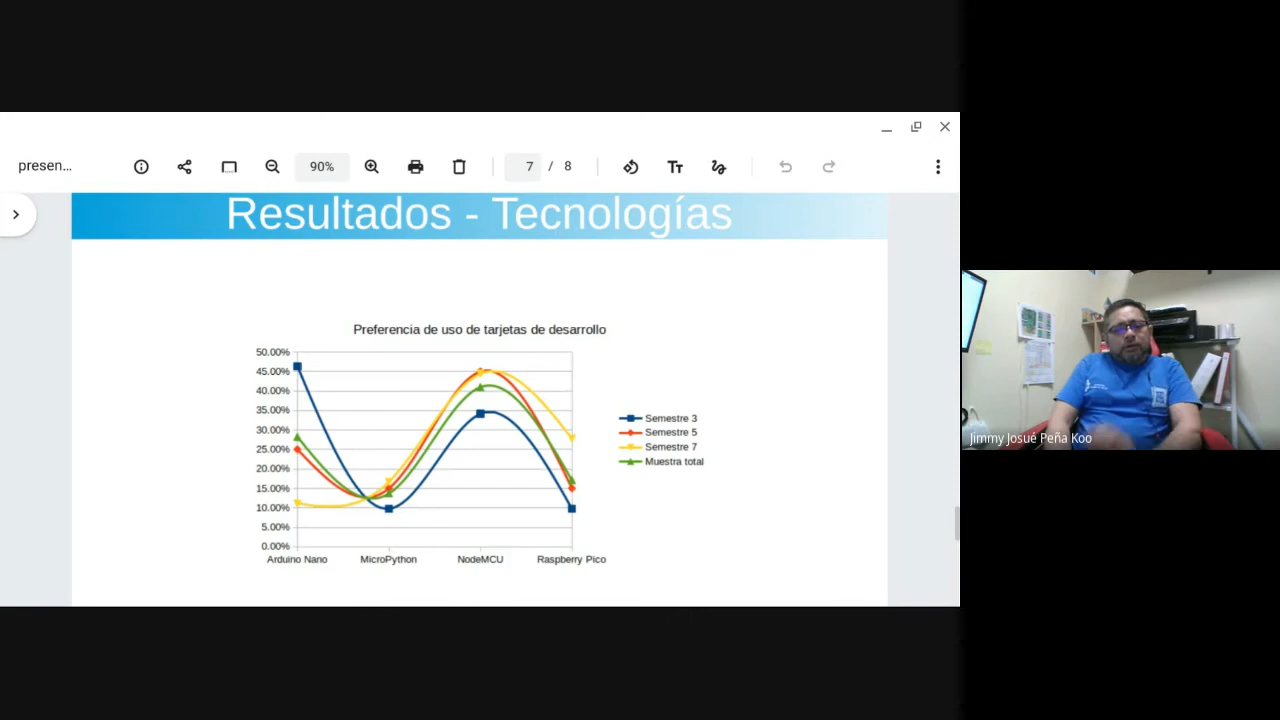 presen...
90%
7 / 8
Resultados - Tecnologías
Preferencia de uso de tarjetas de desarrollo
50.00%
45.00%
40.00%
35.00%
30.00%
25.00%
20.00%
15.00%
10.00%
5.00%
0.00%
Arduino Nano MicroPython NodeMCU Raspberry Pico
Semestre 3
Semestre 5
Semestre 7
Muestra total
Jimmy Josué Peña Koo